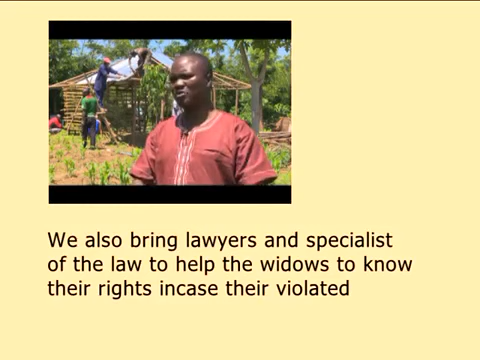 We also bring lawyers and specialist
of the law to help the widows to know
their rights incase their violated